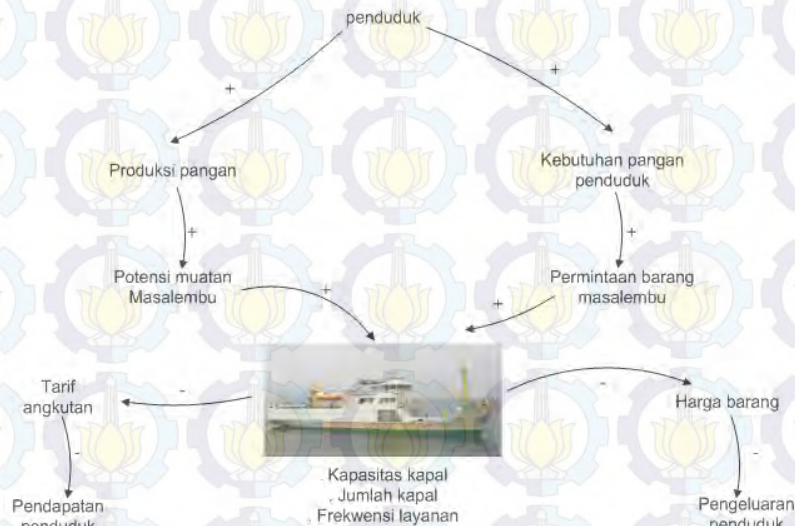 penduduk
+
+
Produksi pangan
Kebutuhan pangan
penduduk
+
+
Potensi muatan
Masalembu
Permintaan barang
masalembu
+
+
Tarif
angkutan
-
-
Harga barang
-
-
. Kapasitas kapal
. Jumlah kapal
. Frekwensi layanan
Pendapatan
penduduk
Pengeluaran
penduduk